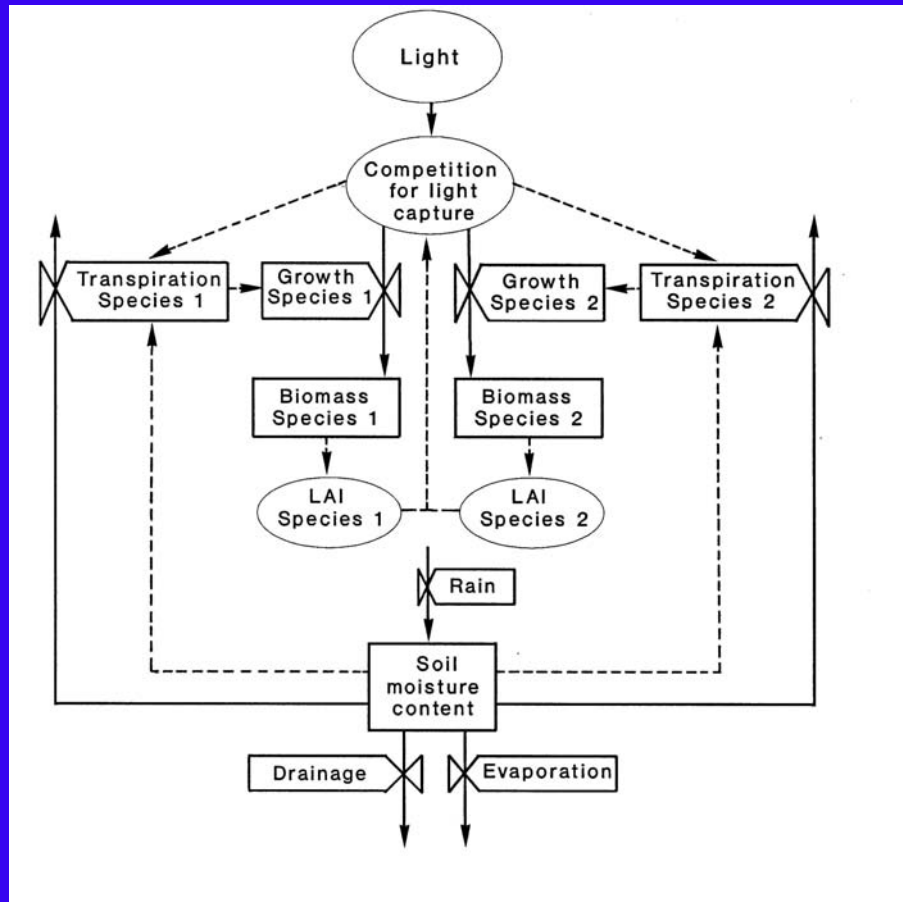 Light
Competition
for light
capture
Transpiration
Species 1
Growth
Species 1
Growth
Species 2
Transpiration
Species 2
Biomass
Species 1
Biomass
Species 2
LAI
Species 1
LAI
Species 2
Rain
Soil
moisture
content
Drainage
Evaporation